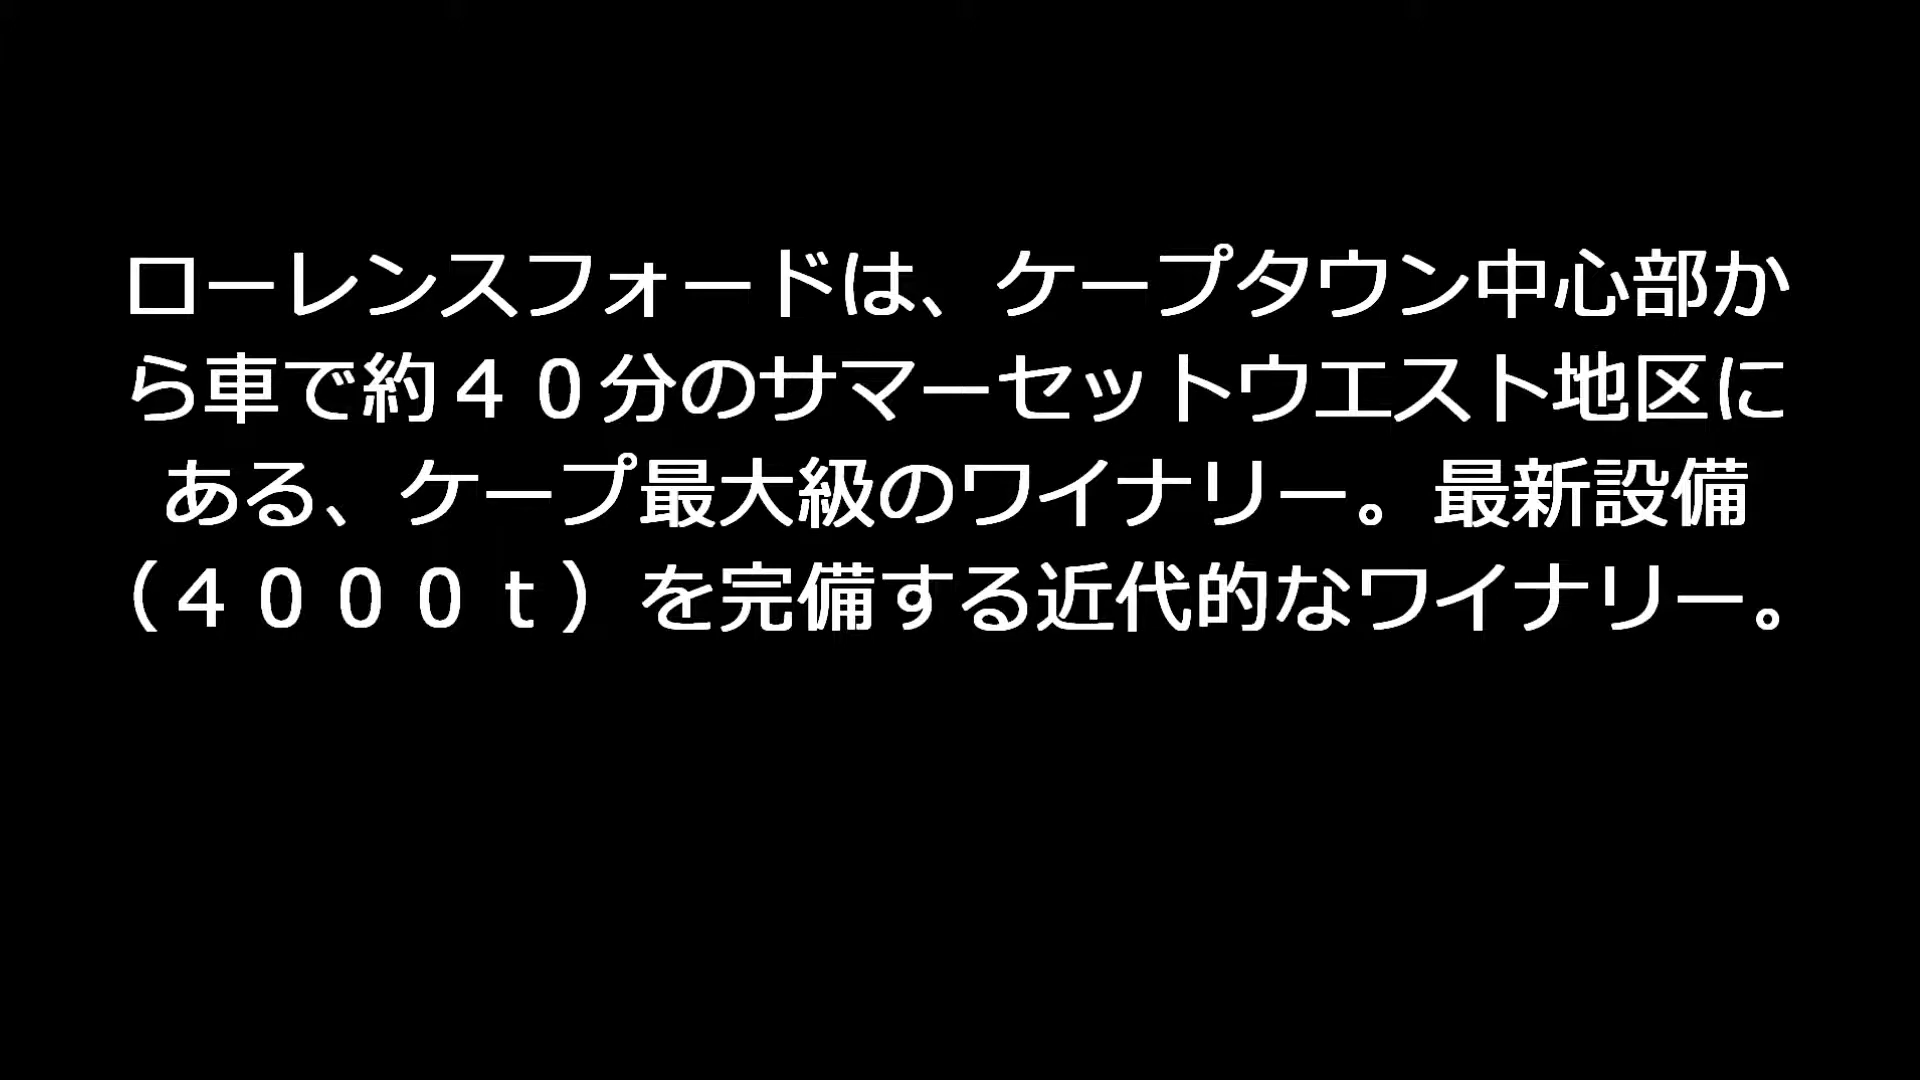 ローレンスフォードは、ケープタウン中心部か
ら車で約４０分のサマーセットウエスト地区に
ある、ケープ最大級のワイナリー。最新設備
（４０００ｔ）を完備する近代的なワイナリー。